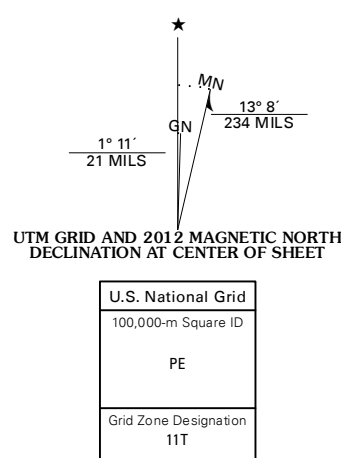 ★
MN
GN
13° 8´
234 MILS
1° 11´
21 MILS
UTM GRID AND 2012 MAGNETIC NORTH
DECLINATION AT CENTER OF SHEET
U.S. National Grid
100,000-m Square ID
PE
Grid Zone Designation
11T